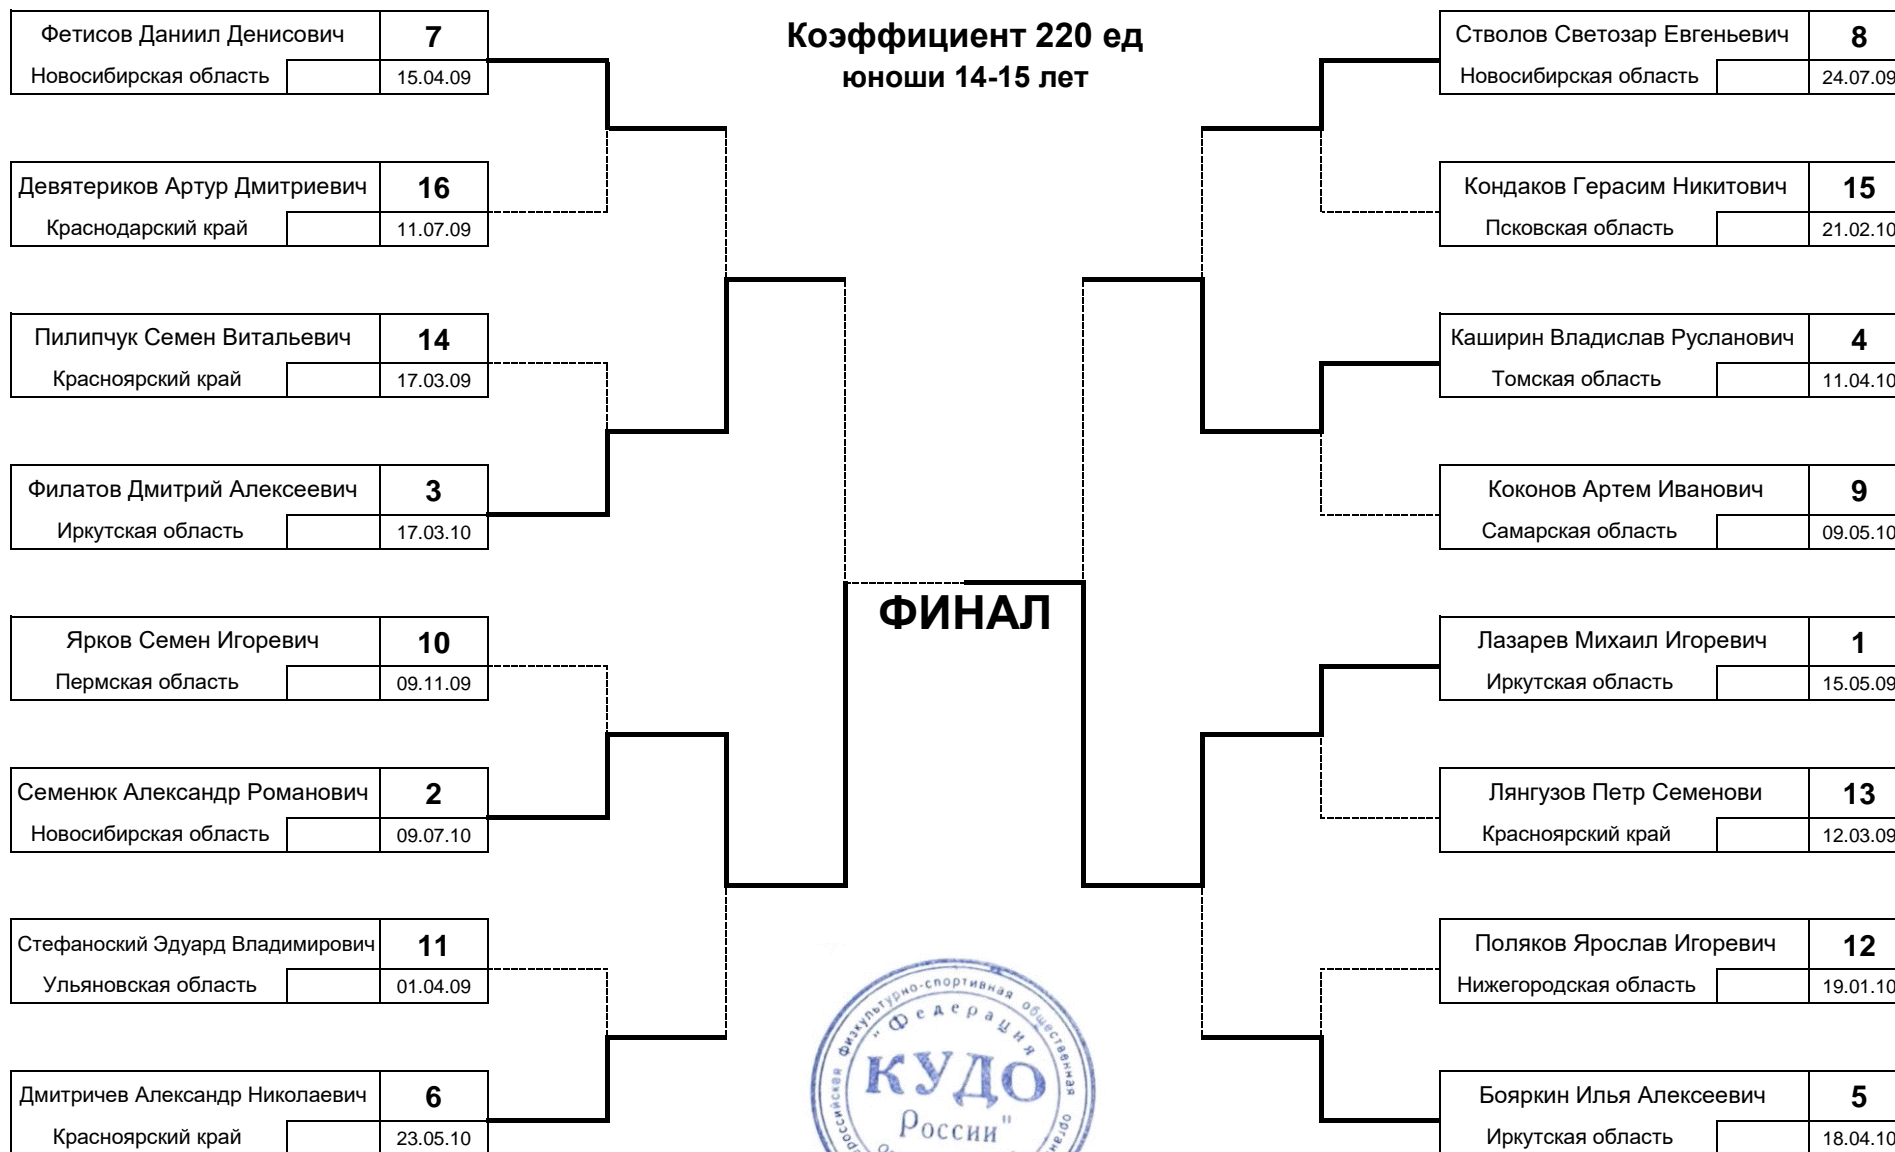 Коэффициент 220 ед
юноши 14-15 лет
Фетисов Даниил Денисович 7
Новосибирская область 15.04.09
Девятериков Артур Дмитриевич 16
Краснодарский край 11.07.09
Пилипчук Семен Витальевич 14
Красноярский край 17.03.09
Филатов Дмитрий Алексеевич 3
Иркутская область 17.03.10
Ярков Семен Игоревич 10
Пермская область 09.11.09
Семенюк Александр Романович 2
Новосибирская область 09.07.10
Стефаноский Эдуард Владимирович 11
Ульяновская область 01.04.09
Дмитричев Александр Николаевич 6
Красноярский край 23.05.10
ФИНАЛ
Стволов Светозар Евгеньевич 8
Новосибирская область 24.07.09
Кондаков Герасим Никитович 15
Псковская область 21.02.10
Каширин Владислав Русланович 4
Томская область 11.04.10
Коконов Артем Иванович 9
Самарская область 09.05.10
Лазарев Михаил Игоревич 1
Иркутская область 15.05.09
Лянгузов Петр Семенови 13
Красноярский край 12.03.09
Поляков Ярослав Игоревич 12
Нижегородская область 19.01.10
Бояркин Илья Алексеевич 5
Иркутская область 18.04.10
физкультурно-спортивная общественная
"Федерация
КУДО
России"